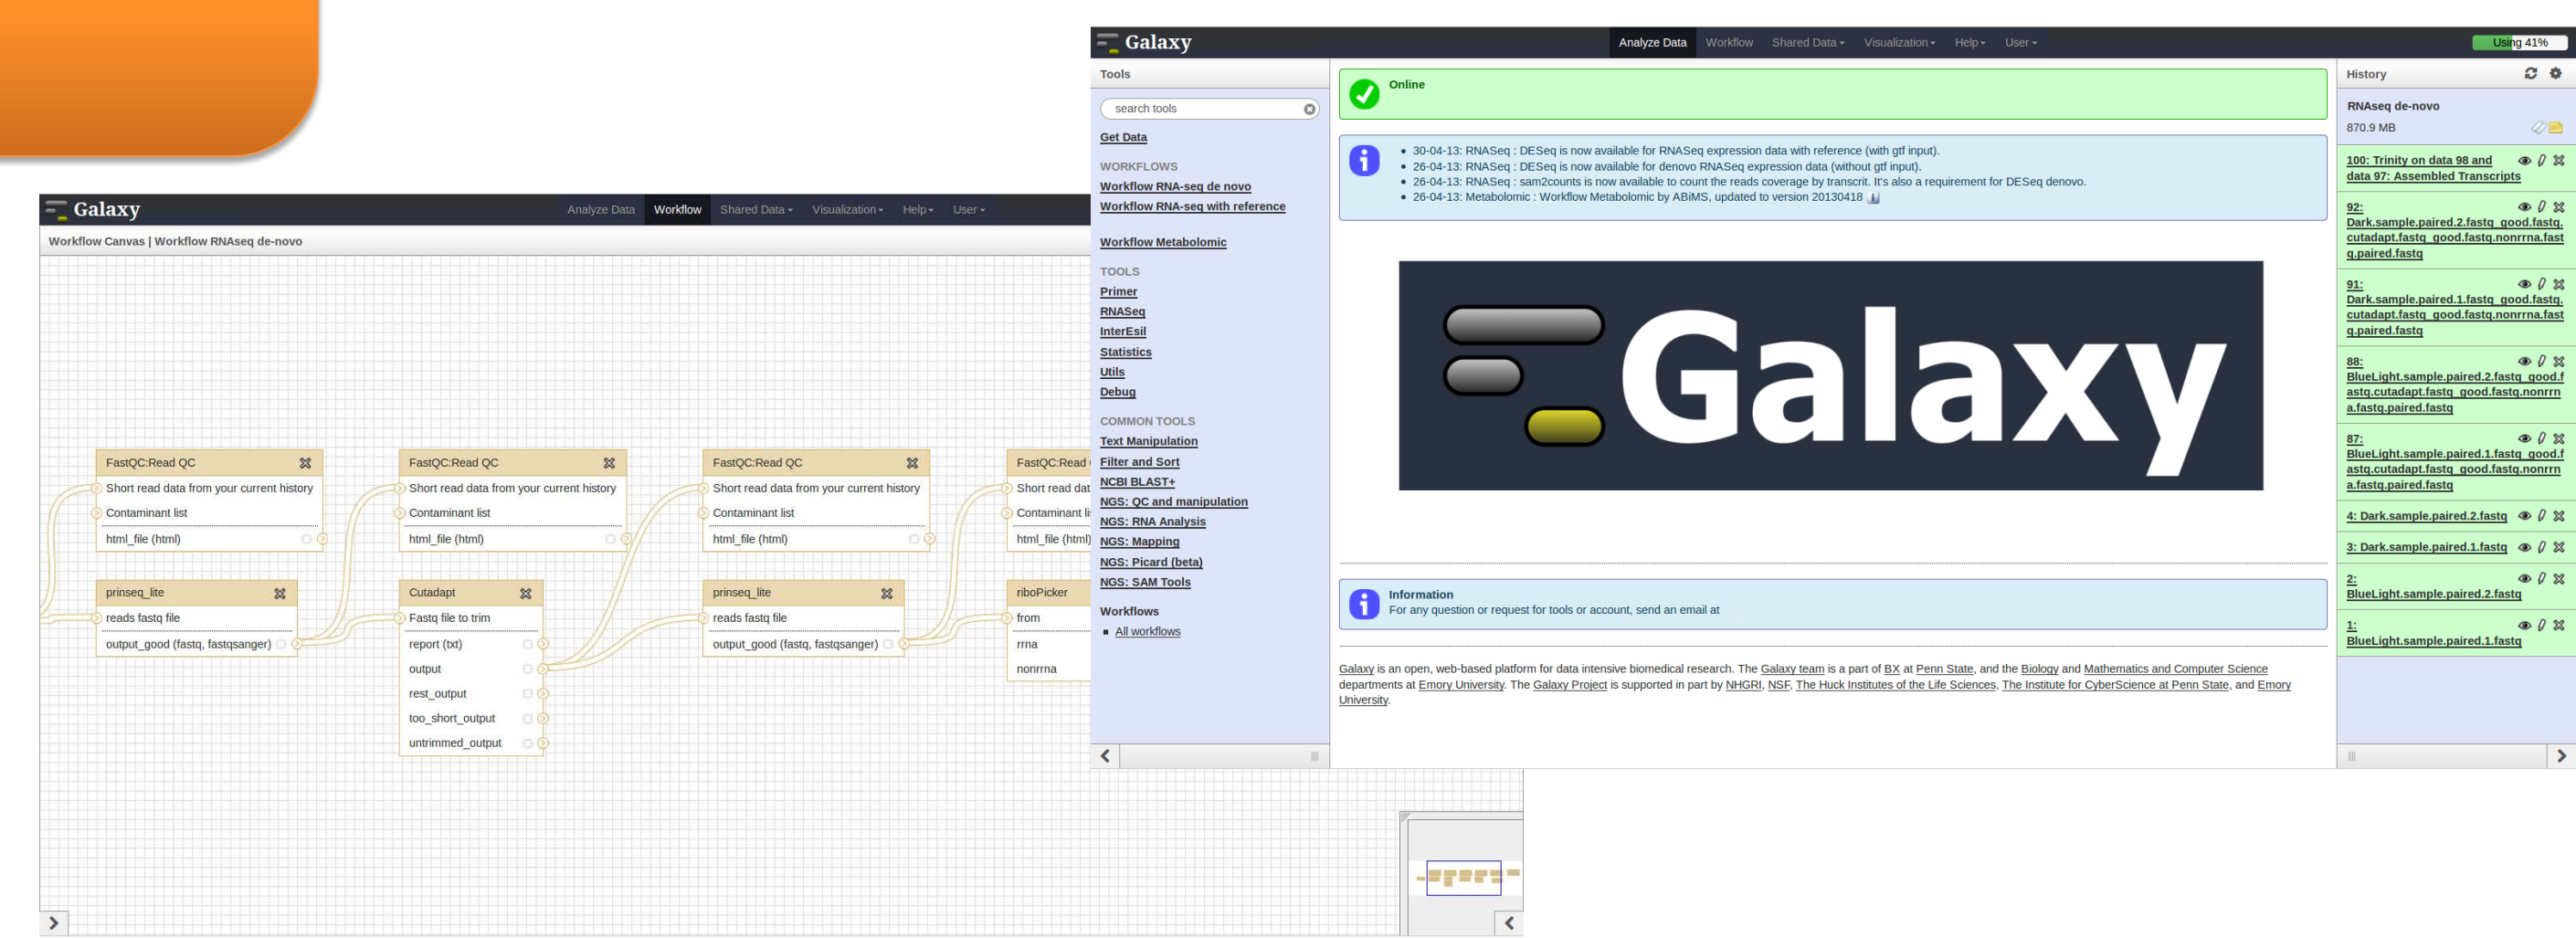 Galaxy
Analyze Data Workflow Shared Data Visualization Help User
Workflow Canvas | Workflow RNAseq de-novo
FastQC:Read QC
Short read data from your current history
Contaminant list
html_file (html)
FastQC:Read QC
Short read data from your current history
Contaminant list
html_file (html)
FastQC:Read QC
Short read data from your current history
Contaminant list
html_file (html)
FastQC:Read
Short read dat
Contaminant li
html_file (html)
prinseq_lite
reads fastq file
output_good (fastq, fastqsanger)
Cutadapt
Fastq file to trim
report (txt)
output
rest_output
too_short_output
untrimmed_output
prinseq_lite
reads fastq file
output_good (fastq, fastqsanger)
riboPicker
from
rrna
nonrrna
Galaxy
Analyze Data Workflow Shared Data Visualization Help User
Using 41%
Tools
search tools
Get Data
WORKFLOWS
Workflow RNA-seq de novo
Workflow RNA-seq with reference
Workflow Metabolomic
TOOLS
Primer
RNASeq
InterEsil
Statistics
Utils
Debug
COMMON TOOLS
Text Manipulation
Filter and Sort
NCBI BLAST+
NGS: QC and manipulation
NGS: RNA Analysis
NGS: Mapping
NGS: Picard (beta)
NGS: SAM Tools
Workflows
All workflows
Online
• 30-04-13: RNASeq : DESeq is now available for RNASeq expression data with reference (with gtf input).
• 26-04-13: RNASeq : DESeq is now available for denovo RNASeq expression data (without gtf input).
• 26-04-13: RNASeq : sam2counts is now available to count the reads coverage by transcrit. It's also a requirement for DESeq denovo.
• 26-04-13: Metabolomic : Workflow Metabolomic by ABiMS, updated to version 20130418
Galaxy
Information
For any question or request for tools or account, send an email at
Galaxy is an open, web-based platform for data intensive biomedical research. The Galaxy team is a part of BX at Penn State, and the Biology and Mathematics and Computer Science
departments at Emory University. The Galaxy Project is supported in part by NHGRI, NSF, The Huck Institutes of the Life Sciences, The Institute for CyberScience at Penn State, and Emory
University.
History
RNAseq de-novo
870.9 MB
100: Trinity on data 98 and
data 97: Assembled Transcripts
92:
Dark.sample.paired.2.fastq_good.fastq.
cutadapt.fastq_good.fastq.nonrrna.fast
q.paired.fastq
91:
Dark.sample.paired.1.fastq_good.fastq.
cutadapt.fastq_good.fastq.nonrrna.fast
q.paired.fastq
88:
BlueLight.sample.paired.2.fastq_good.f
astq.cutadapt.fastq_good.fastq.nonrrn
a.fastq.paired.fastq
87:
BlueLight.sample.paired.1.fastq_good.f
astq.cutadapt.fastq_good.fastq.nonrrn
a.fastq.paired.fastq
4: Dark.sample.paired.2.fastq
3: Dark.sample.paired.1.fastq
2:
BlueLight.sample.paired.2.fastq
1:
BlueLight.sample.paired.1.fastq